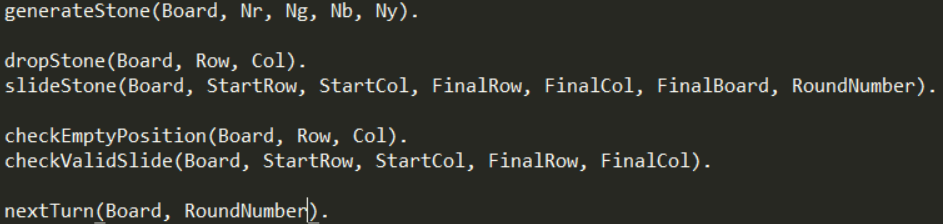 generateStone(Board, Nr, Ng, Nb, Ny).
dropStone(Board, Row, Col).
slideStone(Board, StartRow, StartCol, FinalRow, FinalCol, FinalBoard, RoundNumber).
checkEmptyPosition(Board, Row, Col).
checkValidSlide(Board, StartRow, StartCol, FinalRow, FinalCol).
nextTurn(Board, RoundNumber).